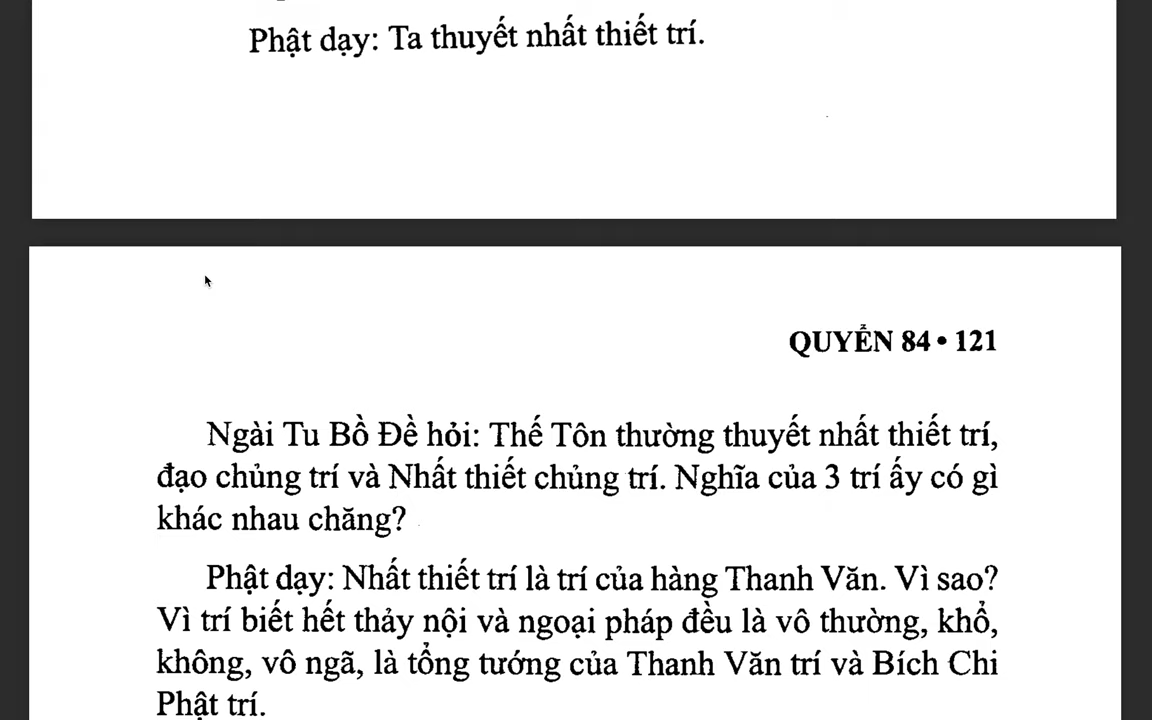 Phật dạy: Ta thuyết nhất thiết trí.
QUYỂN 84 • 121
Ngài Tu Bồ Đề hỏi: Thế Tôn thường thuyết nhất thiết trí,
đạo chủng trí và Nhất thiết chủng trí. Nghĩa của 3 trí ấy có gì
khác nhau chăng?
Phật dạy: Nhất thiết trí là trí của hàng Thanh Văn. Vì sao?
Vì trí biết hết thảy nội và ngoại pháp đều là vô thường, khổ,
không, vô ngã, là tổng tướng của Thanh Văn trí và Bích Chi
Phật trí.